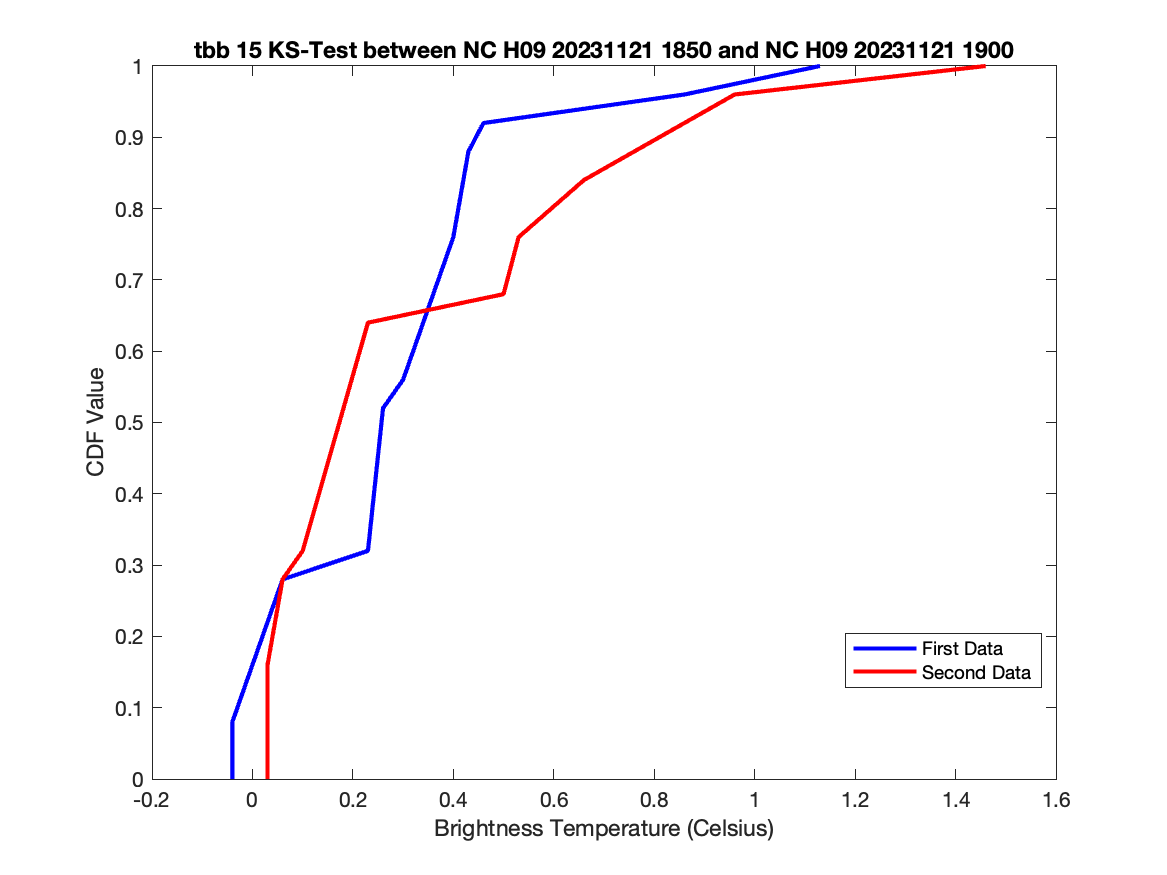 tbb 15 KS-Test between NC H09 20231121 1850 and NC H09 20231121 1900
1
0.9
0.8
0.7
0.6
0.5
0.4
0.3
0.2
0.1
0
CDF Value
First Data
Second Data
-0.2 0 0.2 0.4 0.6 0.8 1 1.2 1.4 1.6
Brightness Temperature (Celsius)